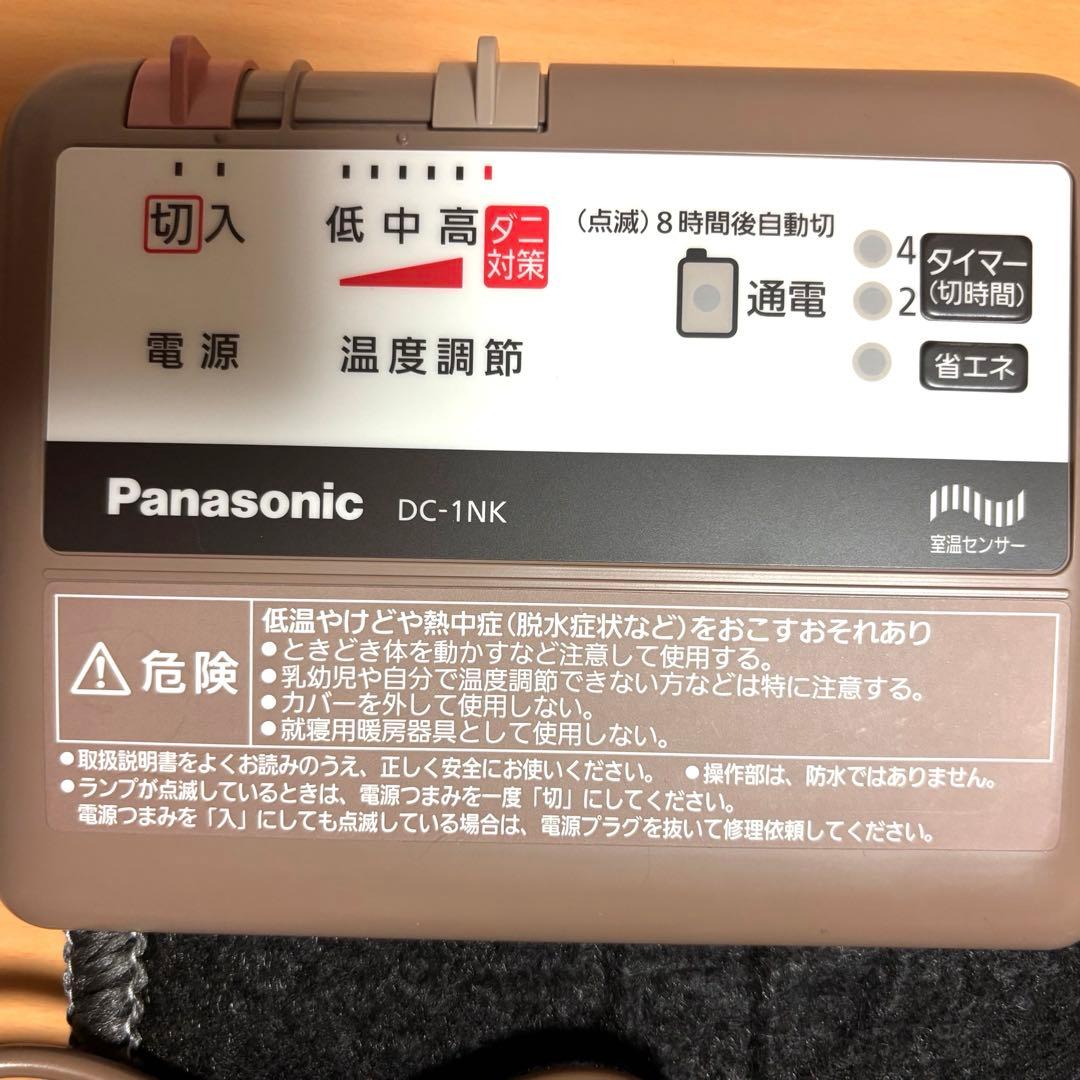 切 入
低 中 高 ダニ
対策
(点滅) 8時間後自動切
通電
4
2
タイマー
(切時間)
省エネ
電源
温度調節
Panasonic DC-1NK
室温センサー
危険
低温やけどや熱中症(脱水症状など)をおこすおそれあり
●ときどき体を動かすなど注意して使用する。
●乳幼児や自分で温度調節できない方などは特に注意する。
●カバーを外して使用しない。
●就寝用暖房器具として使用しない。
●取扱説明書をよくお読みのうえ、正しく安全にお使いください。 ●操作部は、防水ではありません。
●ランプが点滅しているときは、電源つまみを一度「切」にしてください。
電源つまみを「入」にしても点滅している場合は、電源プラグを抜いて修理依頼してください。